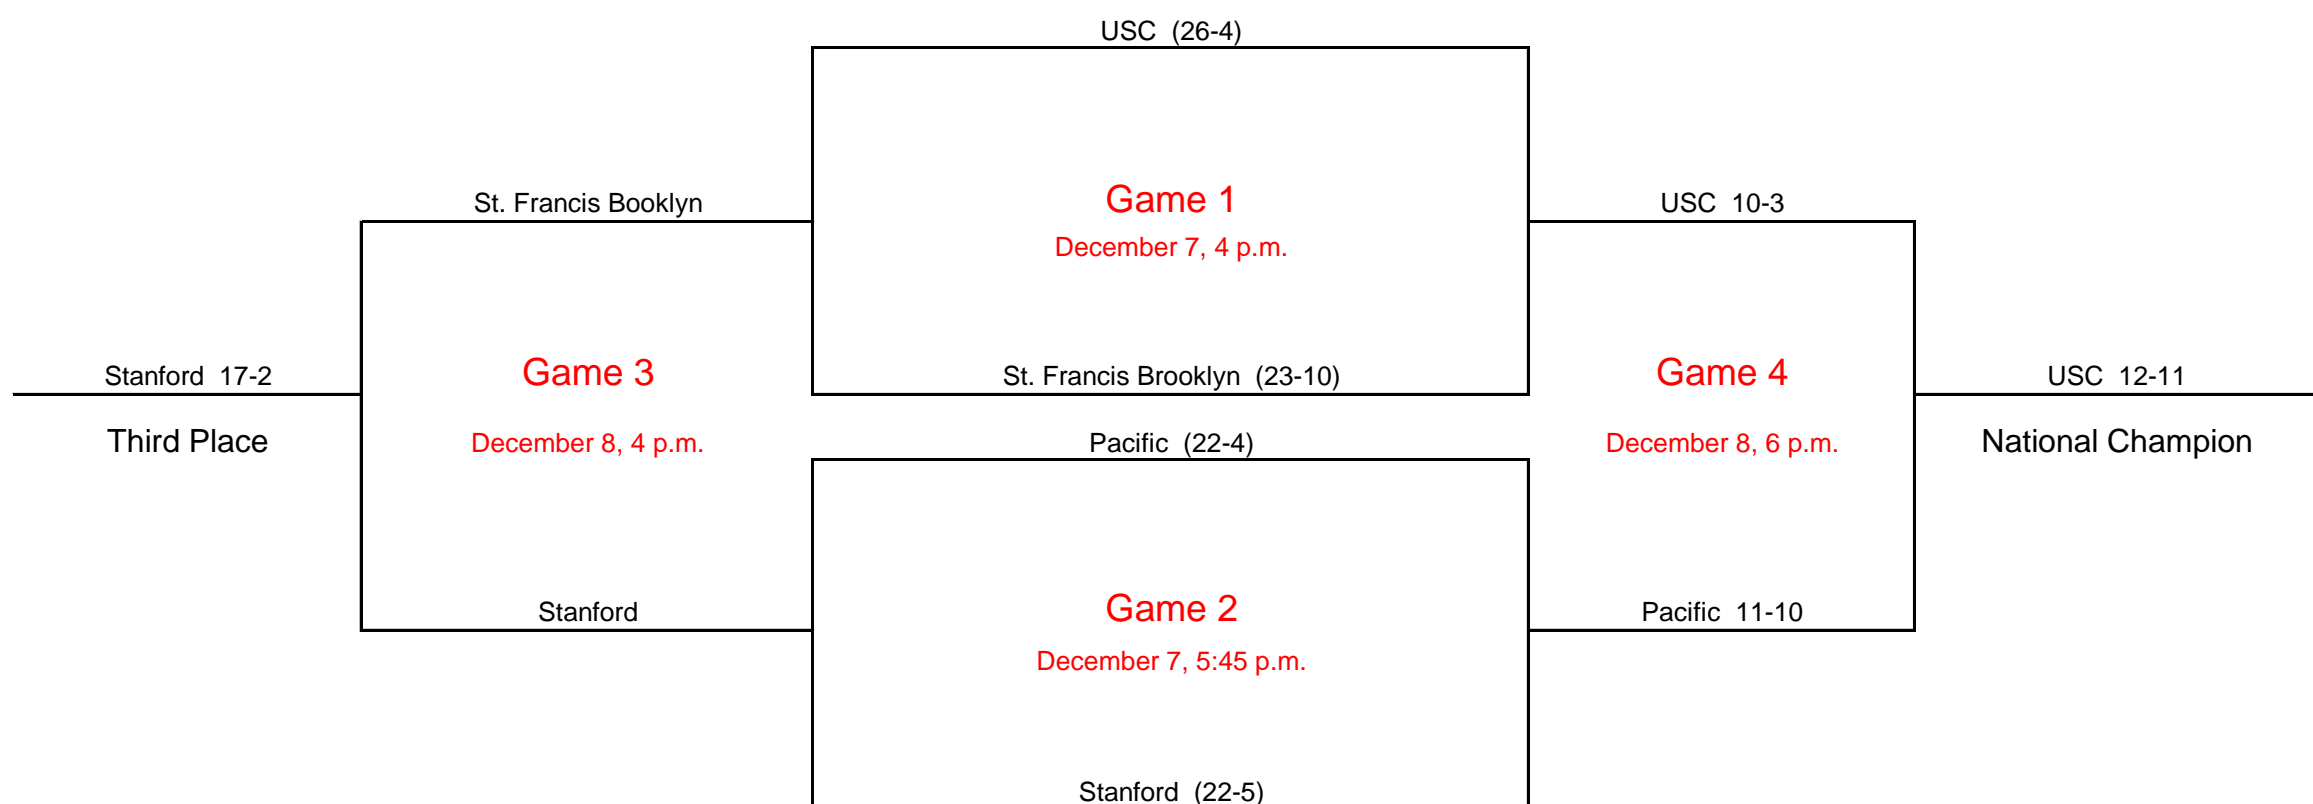 USC (26-4)
St. Francis Booklyn
Game 1
USC 10-3
December 7, 4 p.m.
Stanford 17-2
Game 3
St. Francis Brooklyn (23-10)
Game 4
USC 12-11
Third Place
December 8, 4 p.m.
Pacific (22-4)
December 8, 6 p.m.
National Champion
Stanford
Game 2
Pacific 11-10
December 7, 5:45 p.m.
Stanford (22-5)